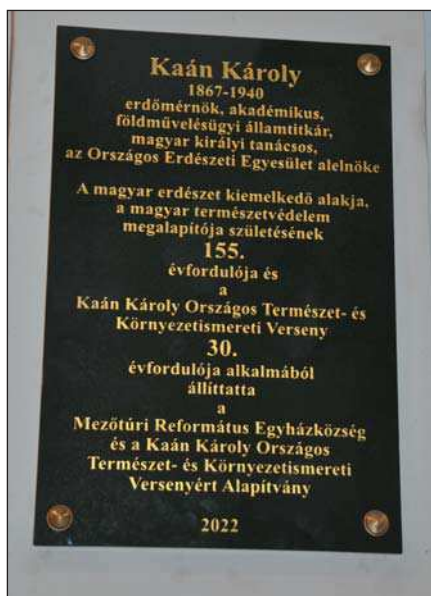 Kaán Károly
1867-1940
erdőmérnök, akadémikus,
földművelésügyi államtitkár,
magyar királyi tanácsos,
az Országos Erdészeti Egyesület alelnöke
A magyar erdészet kiemelkedő alakja,
a magyar természetvédelem
megalapítója születésének
155.
évfordulója és
a
Kaán Károly Országos Természet- és
Környezetismereti Verseny
30.
évfordulója alkalmából
állíttatta
a
Mezőtúri Református Egyházközség
és a Kaán Károly Országos
Természet- és Környezetismereti
Versenyért Alapítvány
2022